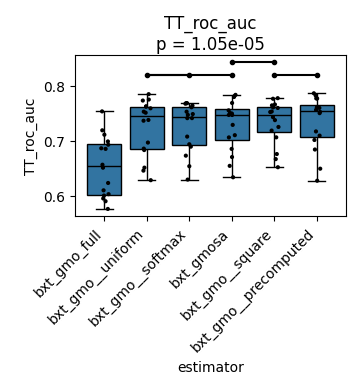 TT_roc_auc
p = 1.05e-05
TT_roc_auc
0.8
0.7
0.6
bxt_gmo_full
bxt_gmo__uniform
bxt_gmo__softmax
bxt_gmosa
bxt_gmo__square
bxt_gmo__precomputed
estimator